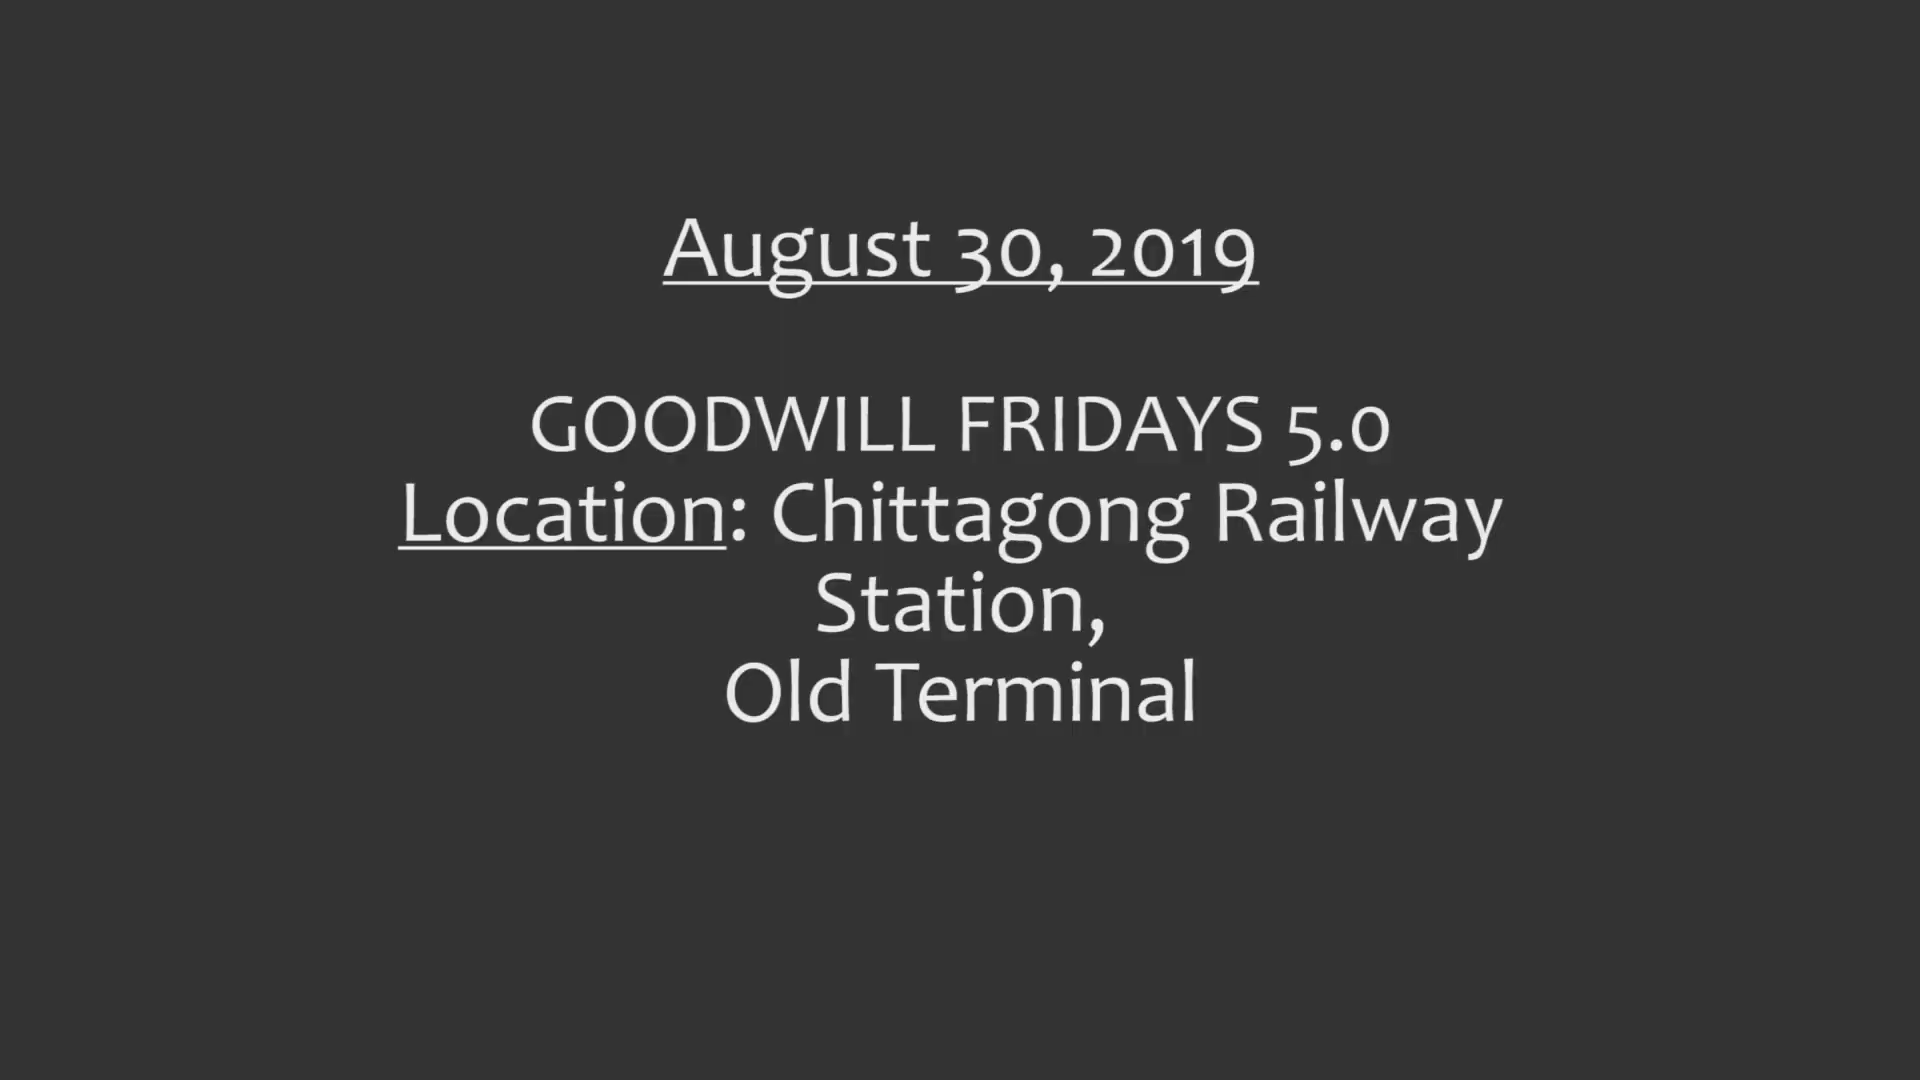 August 30, 2019
GOODWILL FRIDAYS 5.0
Location: Chittagong Railway
Station,
Old Terminal